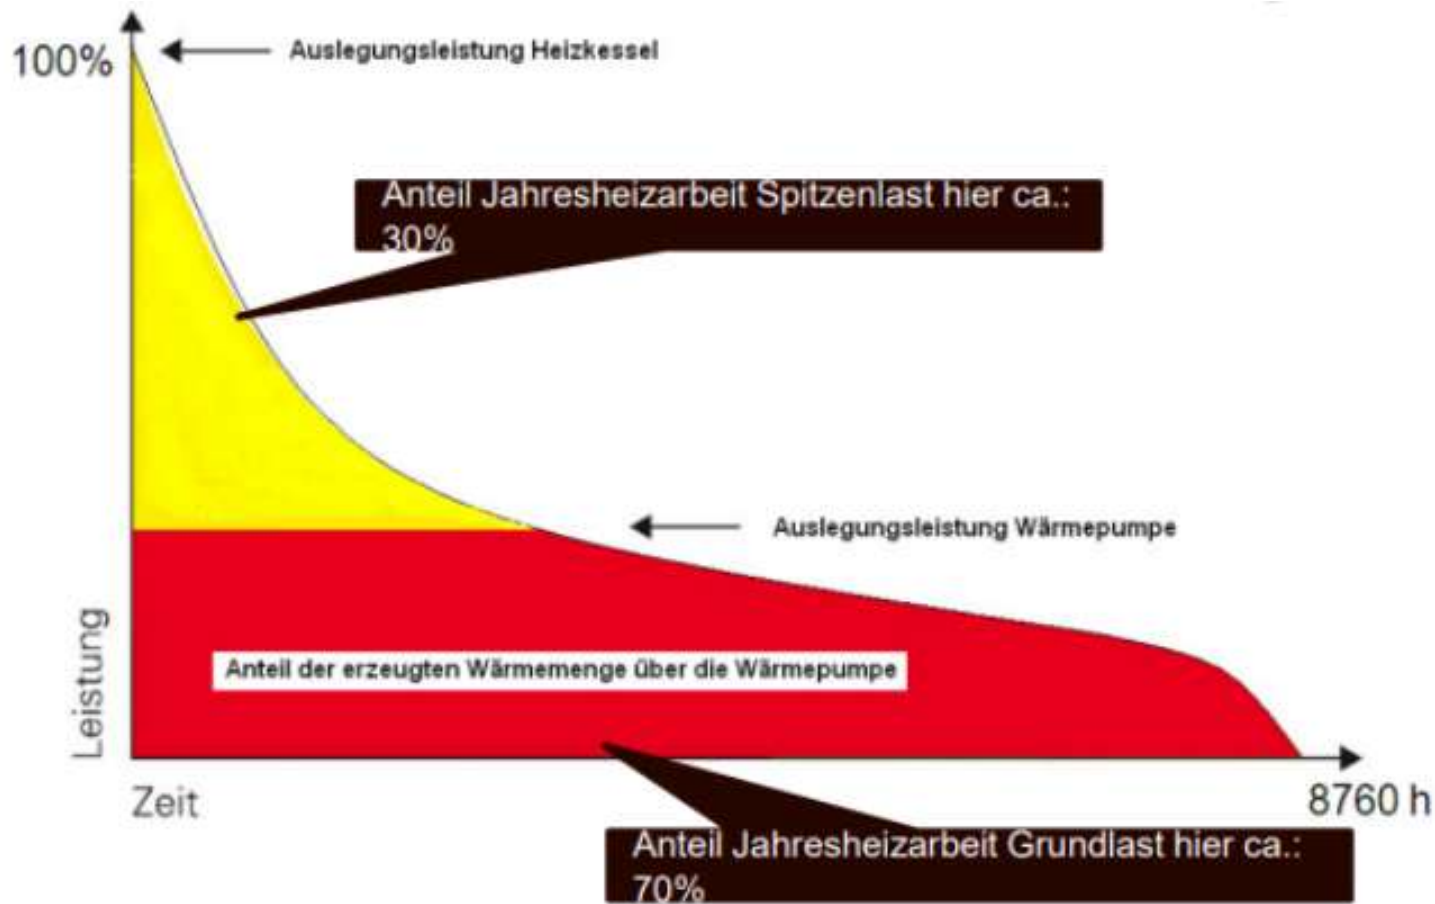 100%
Auslegungsleistung Heizkessel
Anteil Jahresheizarbeit Spitzenlast hier ca.:
30%
Auslegungsleistung Wärmepumpe
Leistung
Anteil der erzeugten Wärmemenge über die Wärmepumpe
Zeit
8760 h
Anteil Jahresheizarbeit Grundlast hier ca.:
70%